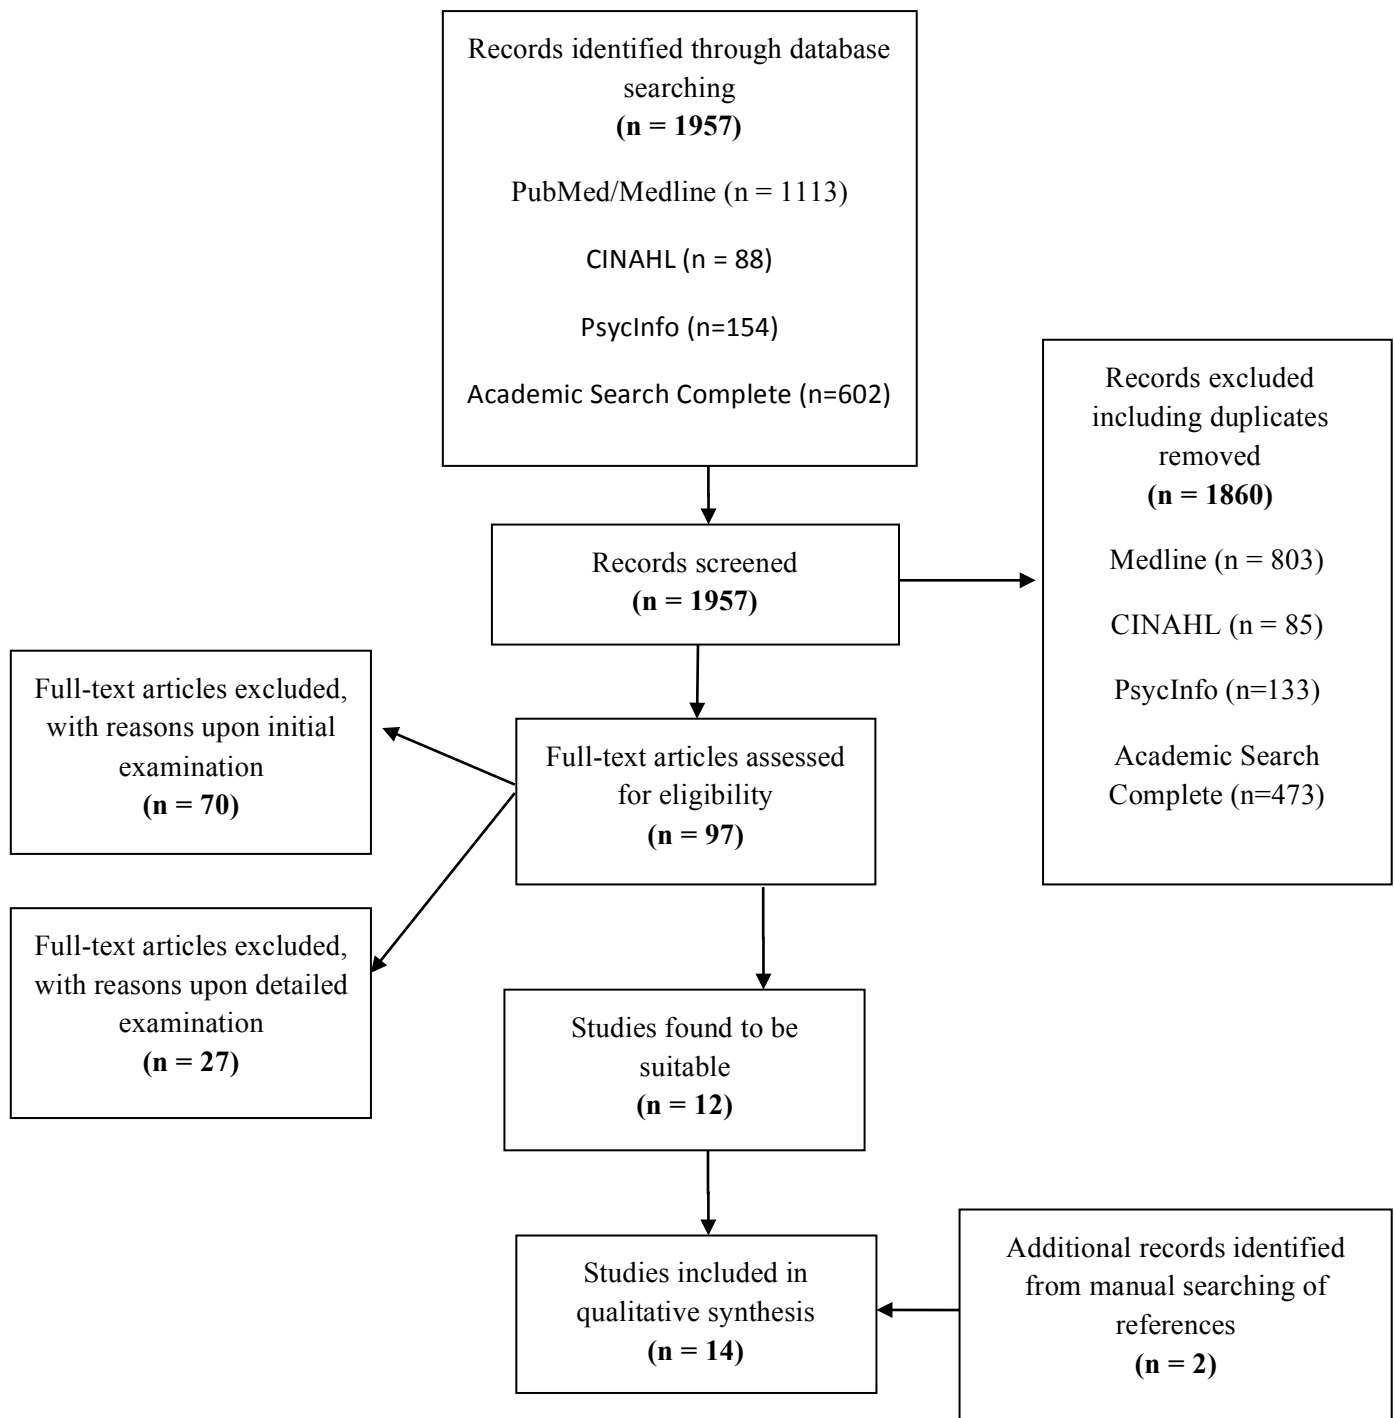 Records identified through database
searching
(n = 1957)
PubMed/Medline (n = 1113)
CINAHL (n = 88)
PsycInfo (n=154)
Academic Search Complete (n=602)
Records excluded
including duplicates
removed
(n = 1860)
Medline (n = 803)
CINAHL (n = 85)
PsycInfo (n=133)
Academic Search
Complete (n=473)
Records screened
(n = 1957)
Full-text articles excluded,
with reasons upon initial
examination
(n = 70)
Full-text articles assessed
for eligibility
(n = 97)
Full-text articles excluded,
with reasons upon detailed
examination
(n = 27)
Studies found to be
suitable
(n = 12)
Studies included in
qualitative synthesis
(n = 14)
Additional records identified
from manual searching of
references
(n = 2)